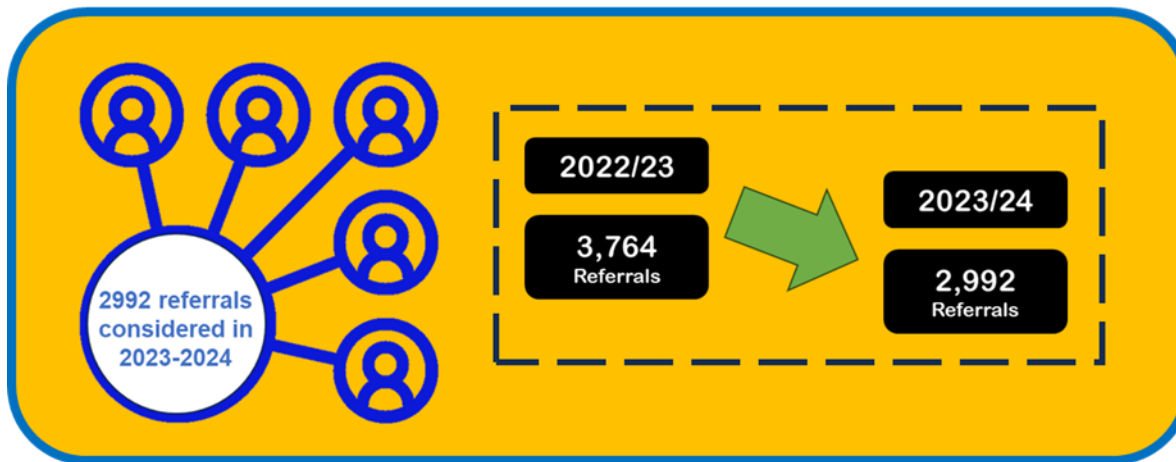 2992 referrals
considered in
2023-2024
2022/23
3,764
Referrals
2023/24
2,992
Referrals